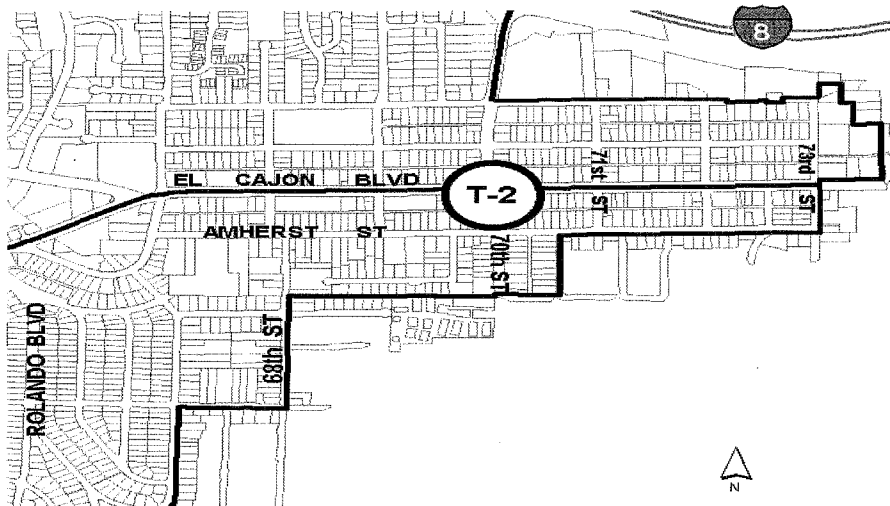 8
EL CAJON BLVD
T-2
71st ST
73rd ST
AMHERST ST
70th ST
68th ST
ROLANDO BLVD
N